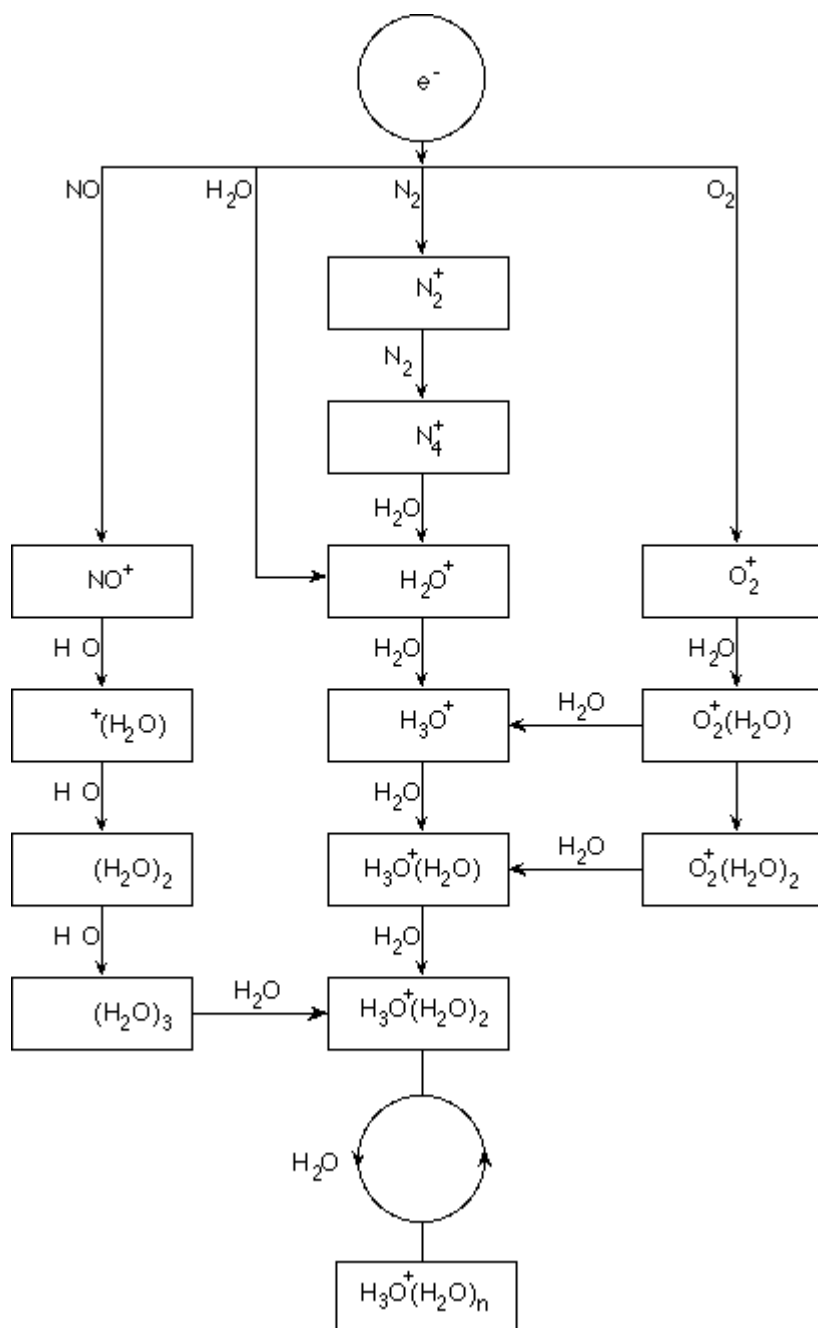 e⁻
NO H₂O N₂ O₂
N₂⁺
N₂
N₄⁺
H₂O
NO⁺ H₂O⁺ O₂⁺
H O H₂O H₂O
⁺(H₂O) H₃O⁺ H₂O O₂⁺(H₂O)
H O H₂O
(H₂O)₂ H₃O⁺(H₂O) H₂O O₂⁺(H₂O)₂
H O H₂O
(H₂O)₃ H₂O H₃O⁺(H₂O)₂
H₂O
H₃O⁺(H₂O)ₙ